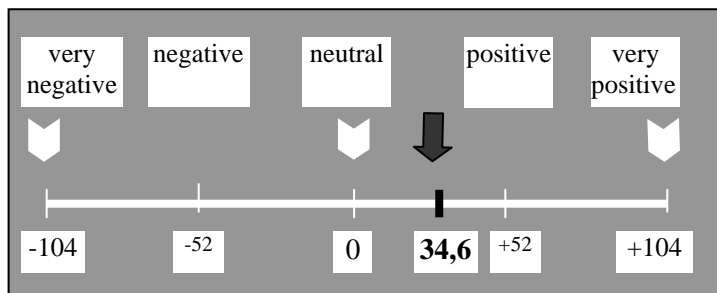 very negative
negative
neutral
positive
very positive
-104
-52
0
34,6
+52
+104